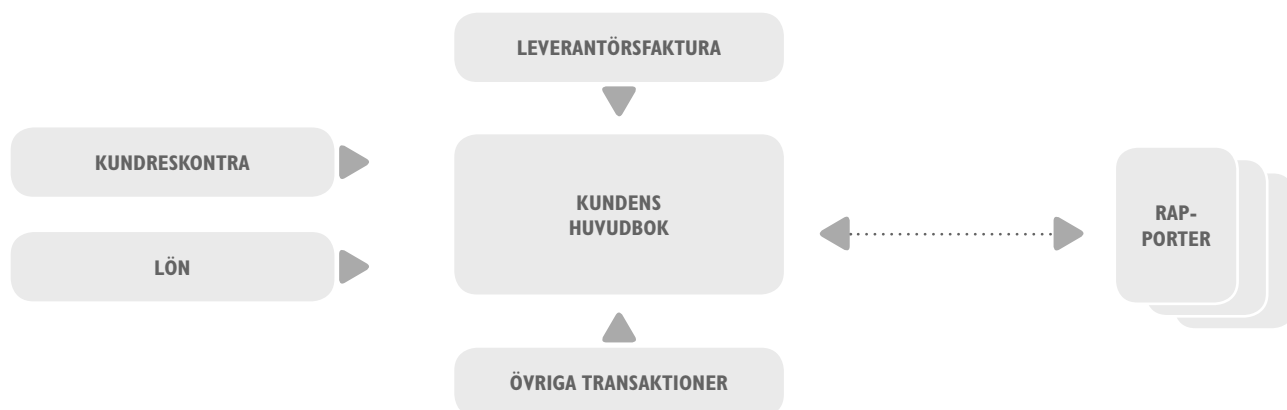 LEVERANTÖRSFAKTURA
KUNDRESKONTRA
KUNDENS
HUVUDBOK
RAP-
PORTER
LÖN
ÖVRIGA TRANSAKTIONER